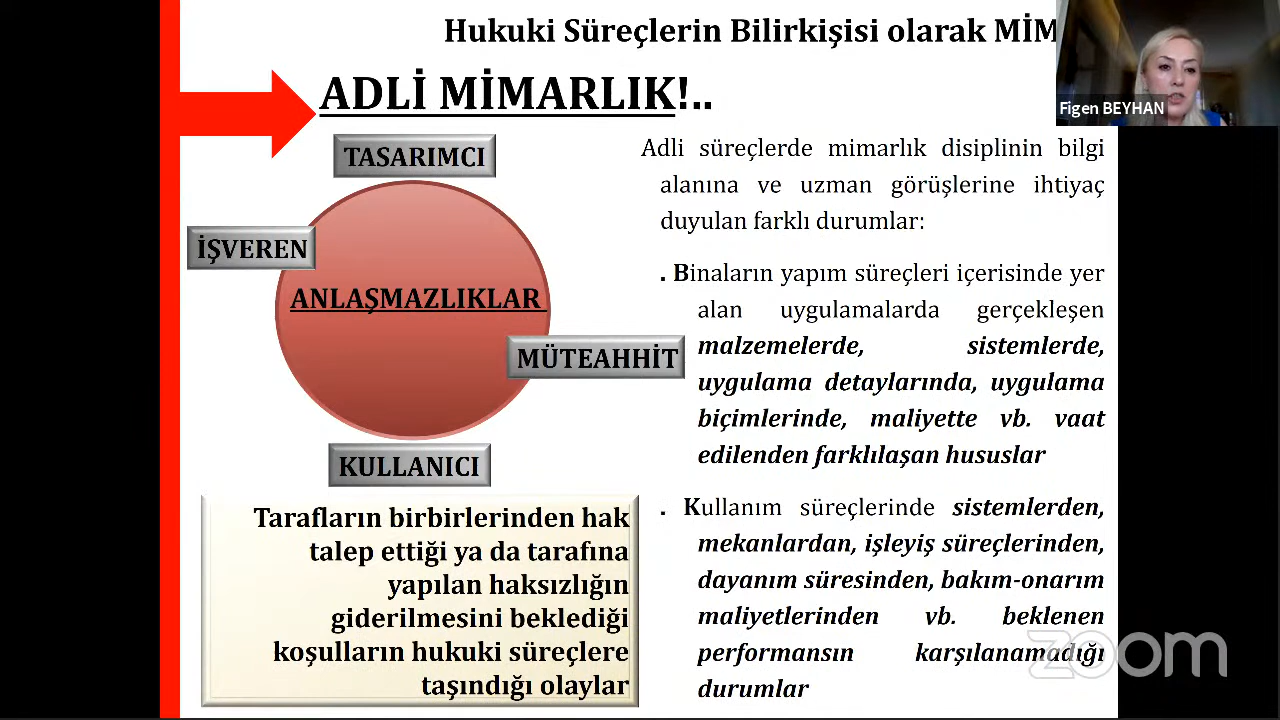 Hukuki Süreçlerin Bilirkişisi olarak MİM
ADLİ MİMARLIK!..
Figen BEYHAN
TASARIMCI
İŞVEREN
ANLAŞMAZLIKLAR
MÜTEAHHİT
KULLANICI
Tarafların birbirlerinden hak
talep ettiği ya da tarafına
yapılan haksızlığın
giderilmesini beklediği
koşulların hukuki süreçlere
taşındığı olaylar
Adli süreçlerde mimarlık disiplinin bilgi
alanına ve uzman görüşlerine ihtiyaç
duyulan farklı durumlar:
. Binaların yapım süreçleri içerisinde yer
alan uygulamalarda gerçekleşen
malzemelerde, sistemlerde,
uygulama detaylarında, uygulama
biçimlerinde, maliyette vb. vaat
edilenden farklılaşan hususlar
. Kullanım süreçlerinde sistemlerden,
mekanlardan, işleyiş süreçlerinden,
dayanım süresinden, bakım-onarım
maliyetlerinden vb. beklenen
performansın karşılanamadığı
durumlar
zoom